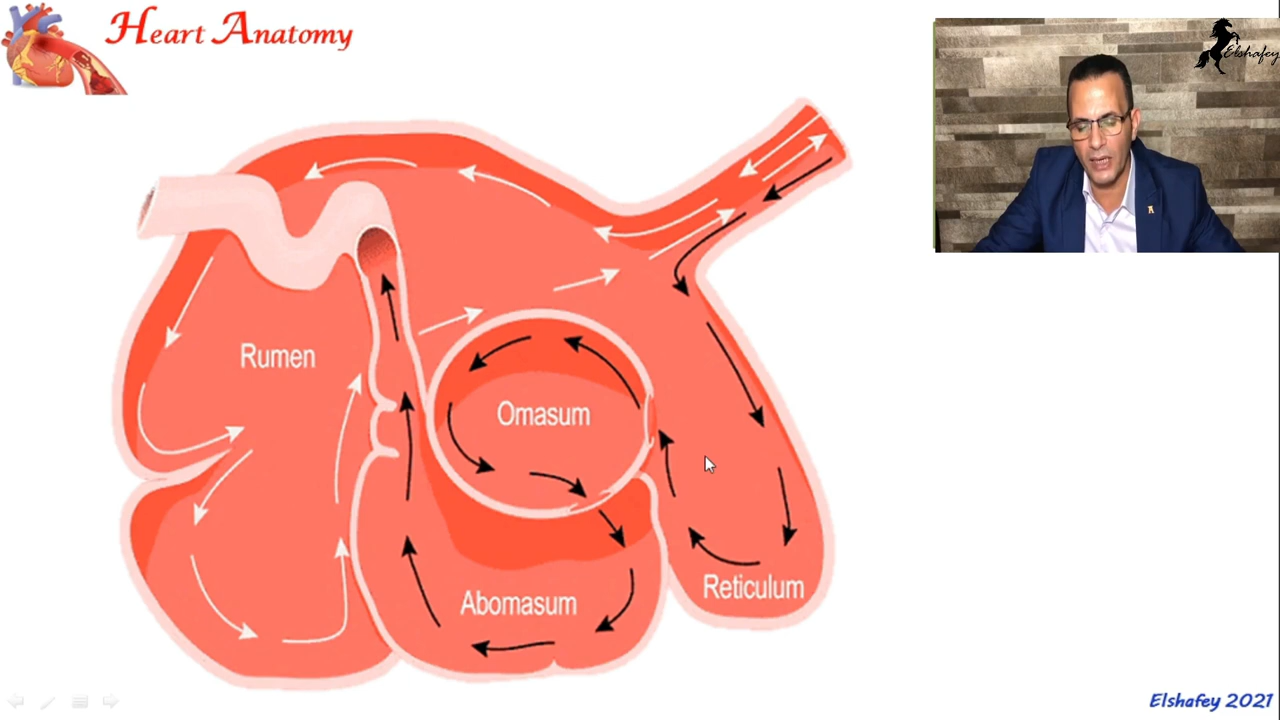 Heart Anatomy
Elshafey
Rumen
Omasum
Abomasum
Reticulum
Elshafey 2021